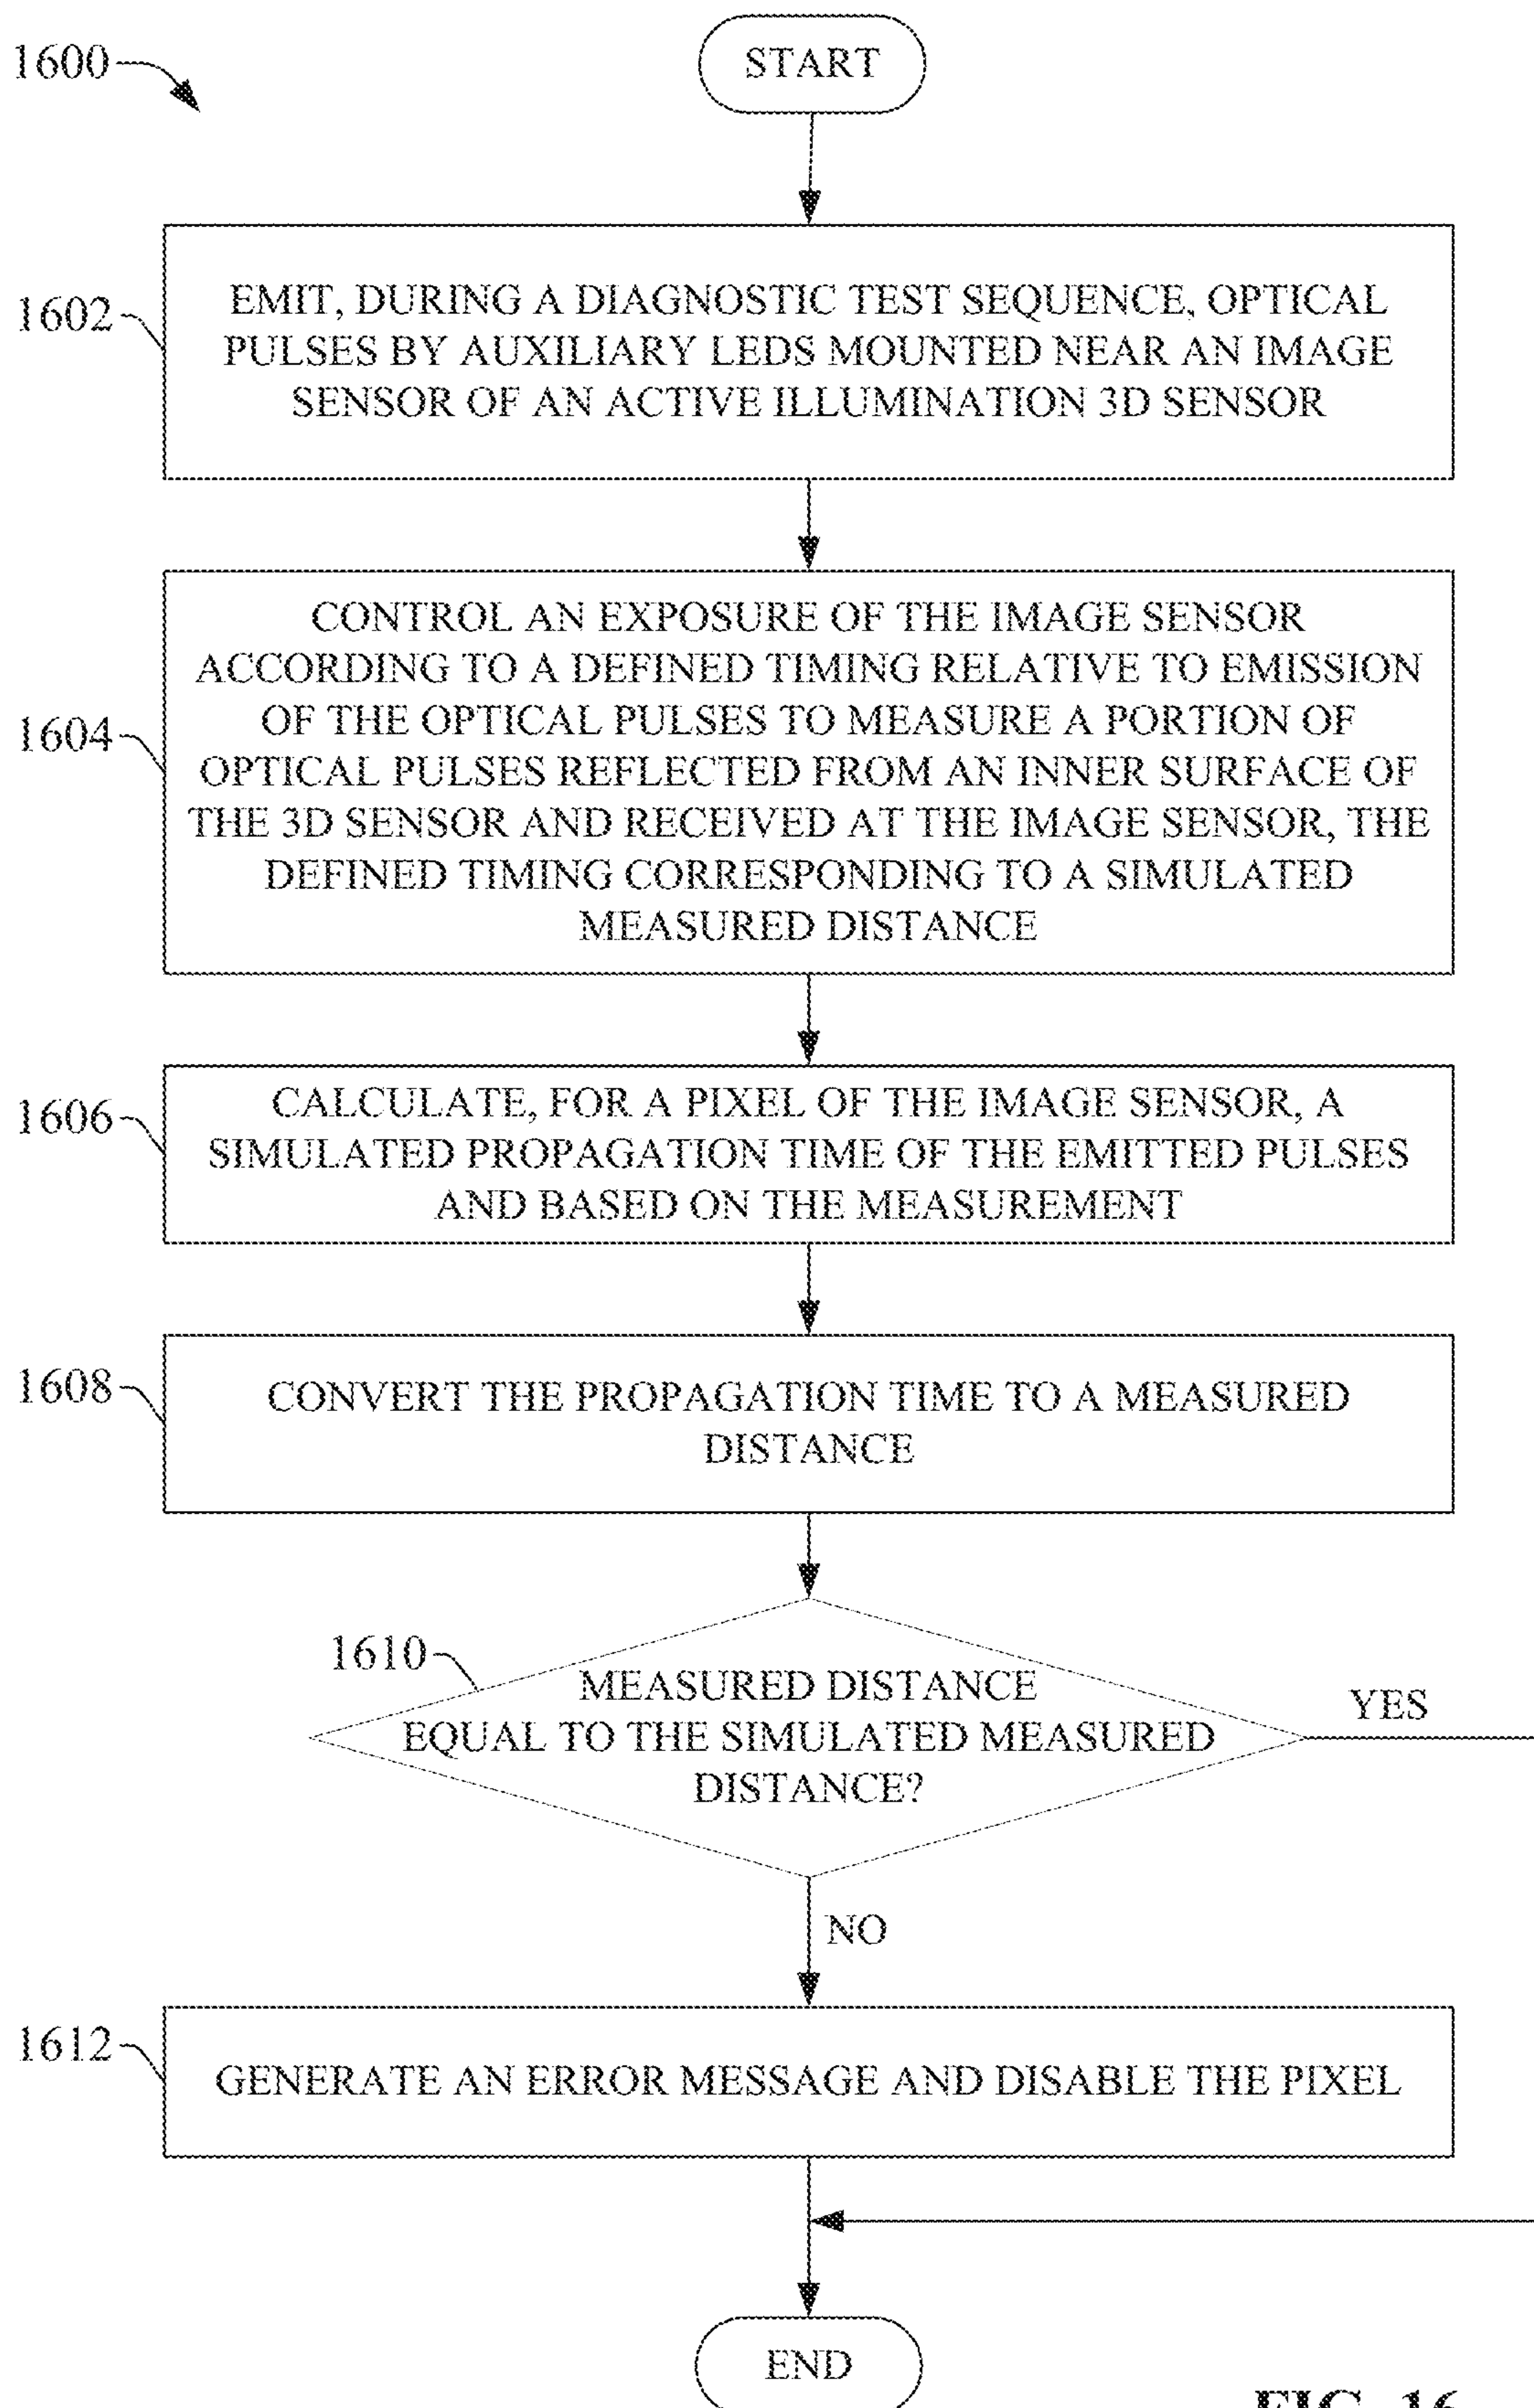 1600
START
1602
EMIT, DURING A DIAGNOSTIC TEST SEQUENCE, OPTICAL
PULSES BY AUXILIARY LEDS MOUNTED NEAR AN IMAGE
SENSOR OF AN ACTIVE ILLUMINATION 3D SENSOR
1604
CONTROL AN EXPOSURE OF THE IMAGE SENSOR
ACCORDING TO A DEFINED TIMING RELATIVE TO EMISSION
OF THE OPTICAL PULSES TO MEASURE A PORTION OF
OPTICAL PULSES REFLECTED FROM AN INNER SURFACE OF
THE 3D SENSOR AND RECEIVED AT THE IMAGE SENSOR, THE
DEFINED TIMING CORRESPONDING TO A SIMULATED
MEASURED DISTANCE
1606
CALCULATE, FOR A PIXEL OF THE IMAGE SENSOR, A
SIMULATED PROPAGATION TIME OF THE EMITTED PULSES
AND BASED ON THE MEASUREMENT
1608
CONVERT THE PROPAGATION TIME TO A MEASURED
DISTANCE
1610
MEASURED DISTANCE
EQUAL TO THE SIMULATED MEASURED
DISTANCE?
YES
NO
1612
GENERATE AN ERROR MESSAGE AND DISABLE THE PIXEL
END
FIG. 16